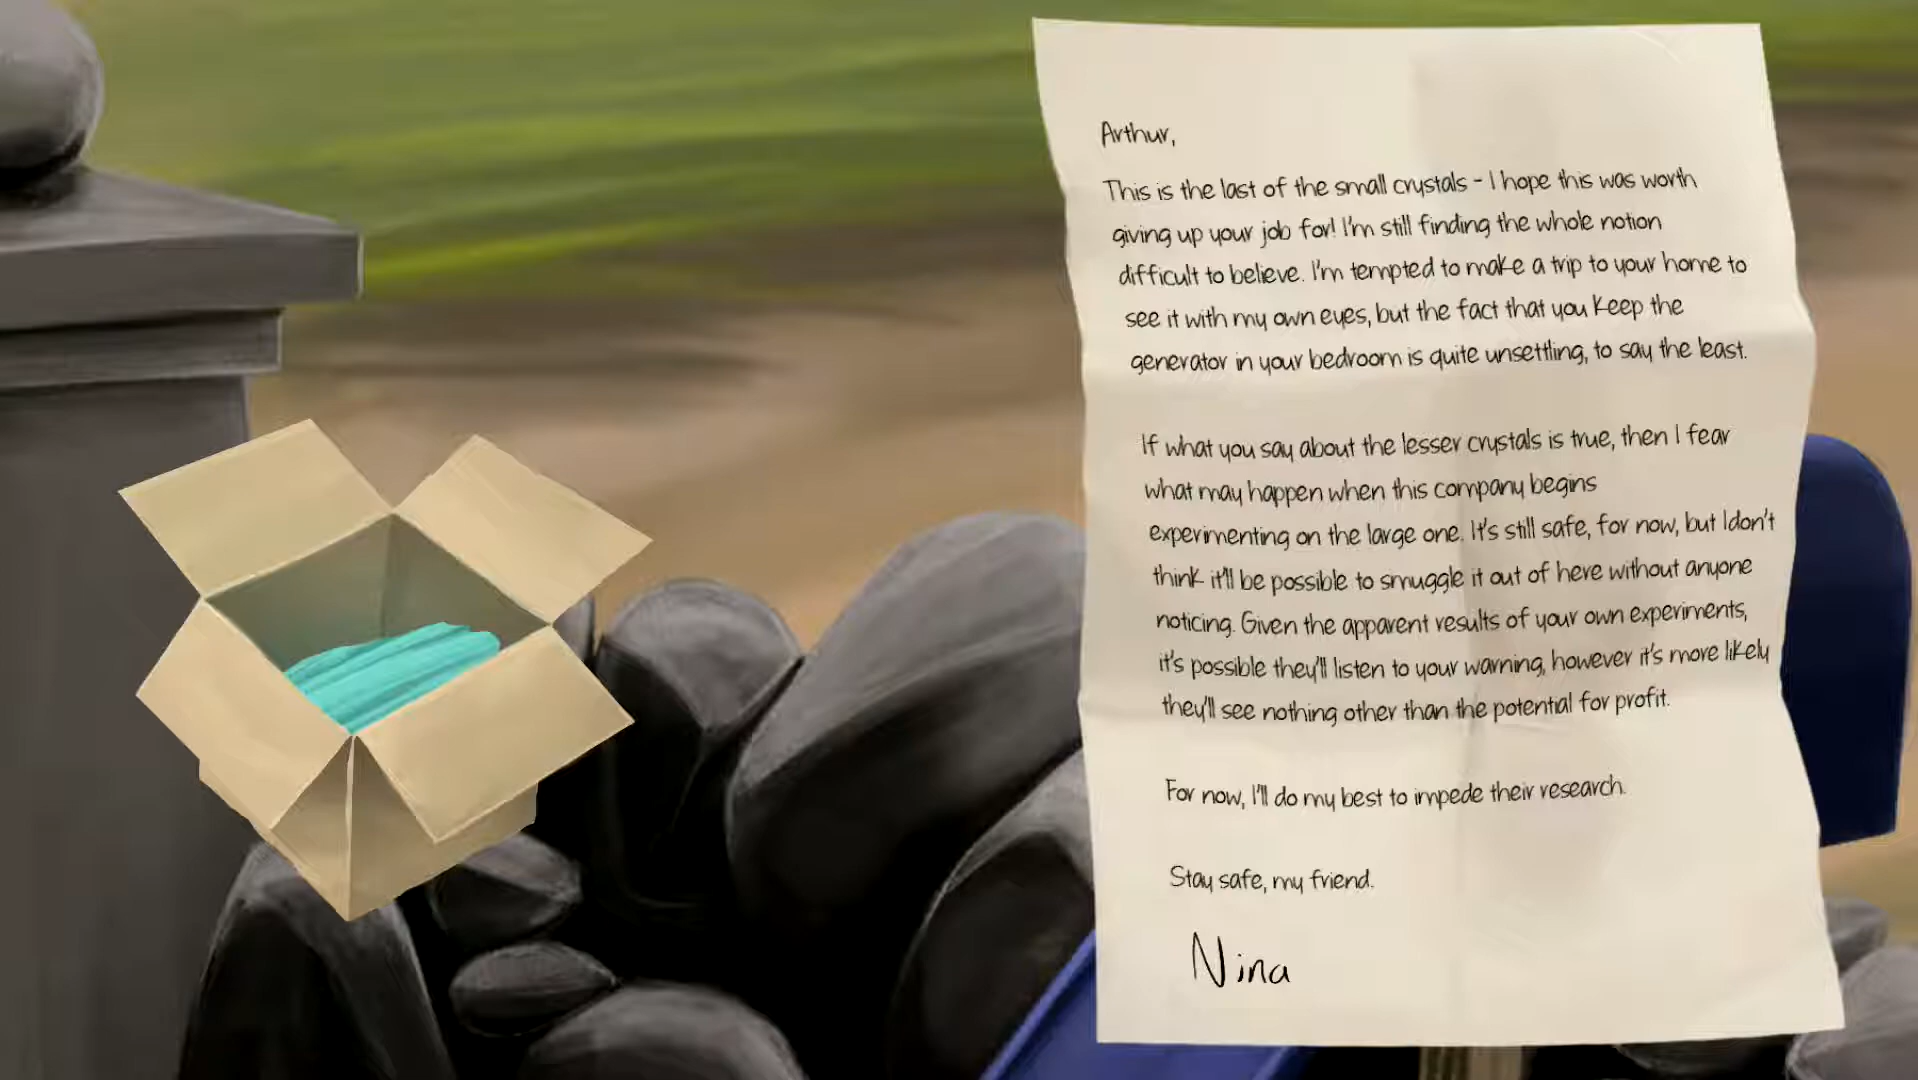 Arthur,
This is the last of the small crystals - I hope this was worth
giving up your job for! I'm still finding the whole notion
difficult to believe. I'm tempted to make a trip to your home to
see it with my own eyes, but the fact that you keep the
generator in your bedroom is quite unsettling, to say the least.
If what you say about the lesser crystals is true, then I fear
what may happen when this company begins
experimenting on the large one. It's still safe, for now, but I don't
think it'll be possible to smuggle it out of here without anyone
noticing. Given the apparent results of your own experiments,
it's possible they'll listen to your warning, however it's more likely
they'll see nothing other than the potential for profit.
For now, I'll do my best to impede their research.
Stay safe, my friend.
Nina